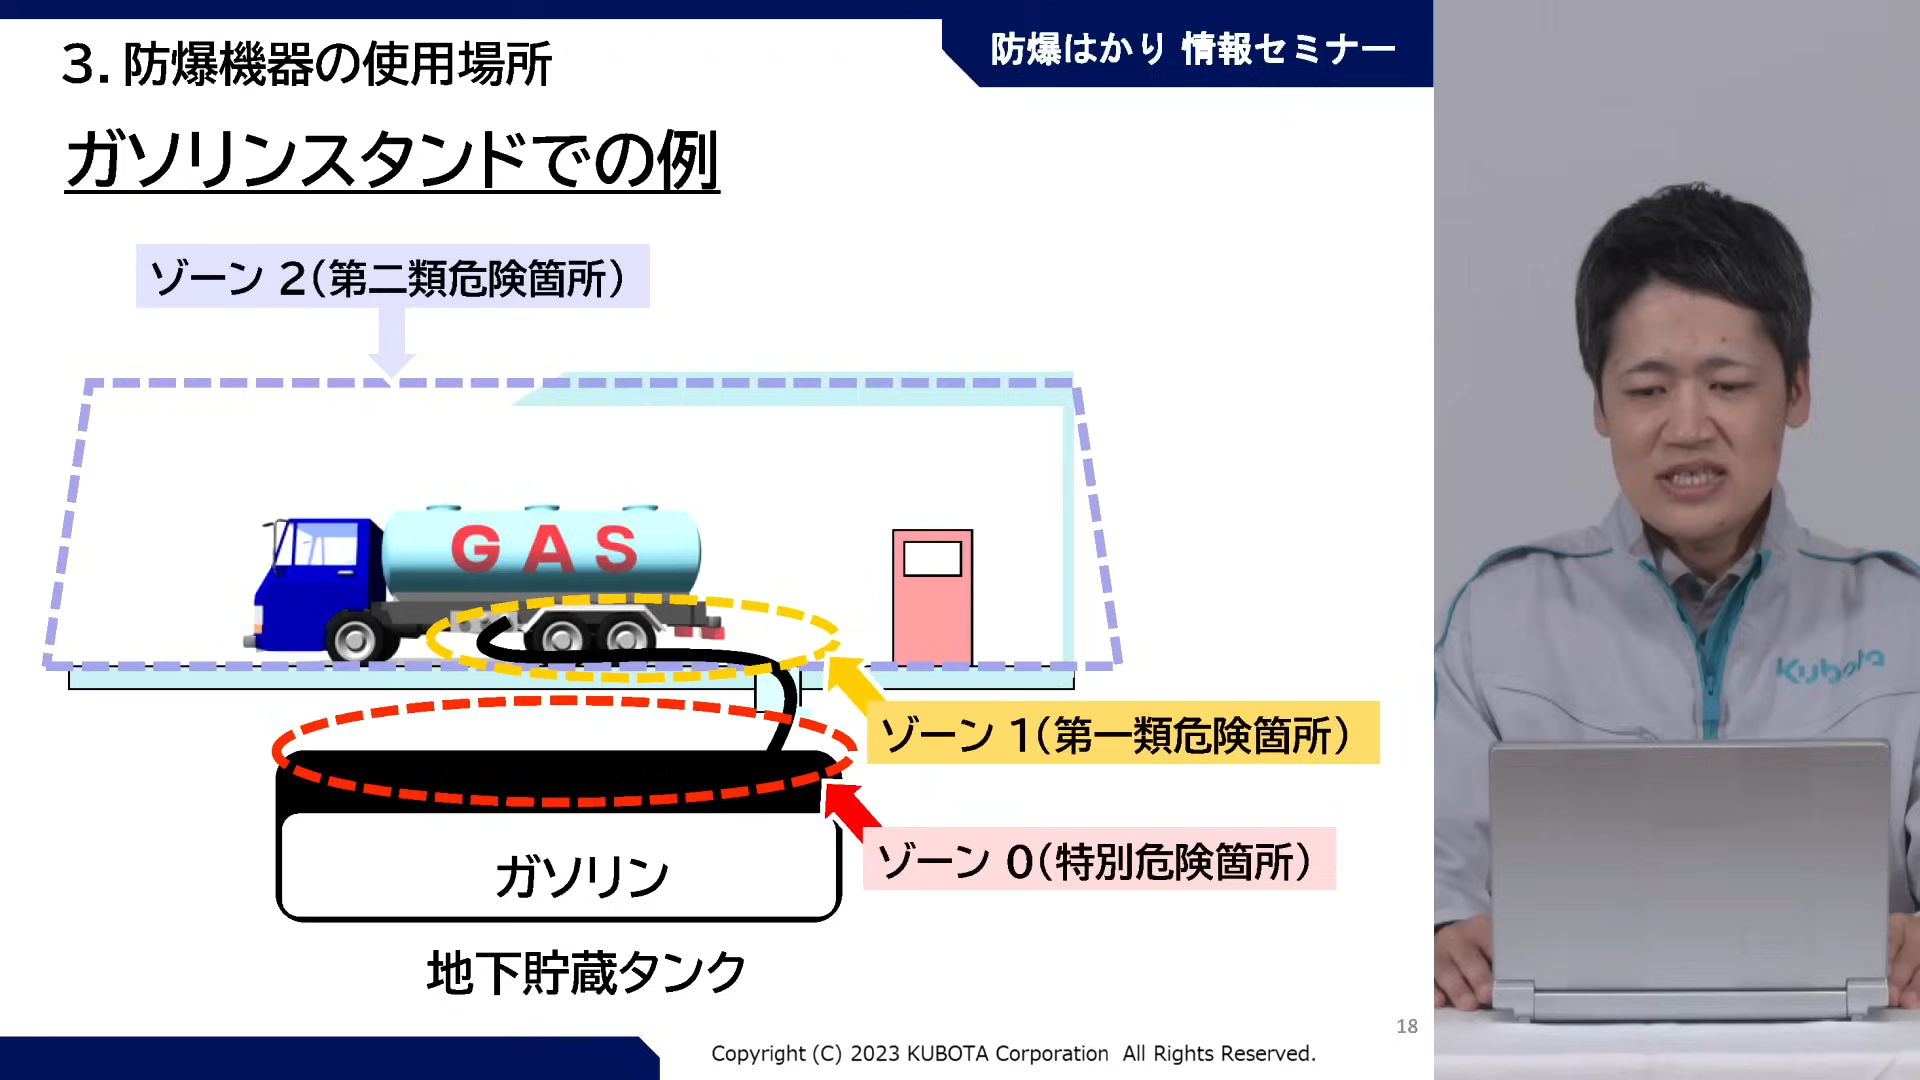 3. 防爆機器の使用場所
防爆はかり 情報セミナー
ガソリンスタンドでの例
ゾーン 2(第二類危険箇所)
GAS
ゾーン 1(第一類危険箇所)
ゾーン 0(特別危険箇所)
ガソリン
地下貯蔵タンク
Kubota
18
Copyright (C) 2023 KUBOTA Corporation All Rights Reserved.